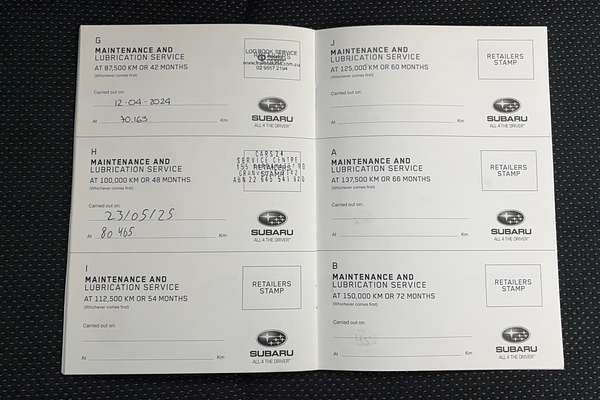 G
MAINTENANCE AND
LUBRICATION SERVICE
AT 87,500 KM OR 42 MONTHS
(Whichever comes first)
LOG BOOK SERVICE
Carried out on:
12-04-2024
At 70,163 Km
SUBARU
ALL 4 THE DRIVER
H
MAINTENANCE AND
LUBRICATION SERVICE
AT 100,000 KM OR 48 MONTHS
(Whichever comes first)
CARS24
SERVICE CENTRE
Carried out on:
23/05/25
At 80 465 Km
SUBARU
ALL 4 THE DRIVER
I
MAINTENANCE AND
LUBRICATION SERVICE
AT 112,500 KM OR 54 MONTHS
(Whichever comes first)
RETAILERS
STAMP
Carried out on:
At Km
SUBARU
ALL 4 THE DRIVER
J
MAINTENANCE AND
LUBRICATION SERVICE
AT 125,000 KM OR 60 MONTHS
(Whichever comes first)
RETAILERS
STAMP
Carried out on:
At Km
SUBARU
ALL 4 THE DRIVER
A
MAINTENANCE AND
LUBRICATION SERVICE
AT 137,500 KM OR 66 MONTHS
(Whichever comes first)
RETAILERS
STAMP
Carried out on:
At Km
SUBARU
ALL 4 THE DRIVER
B
MAINTENANCE AND
LUBRICATION SERVICE
AT 150,000 KM OR 72 MONTHS
(Whichever comes first)
RETAILERS
STAMP
Carried out on:
At Km
SUBARU
ALL 4 THE DRIVER